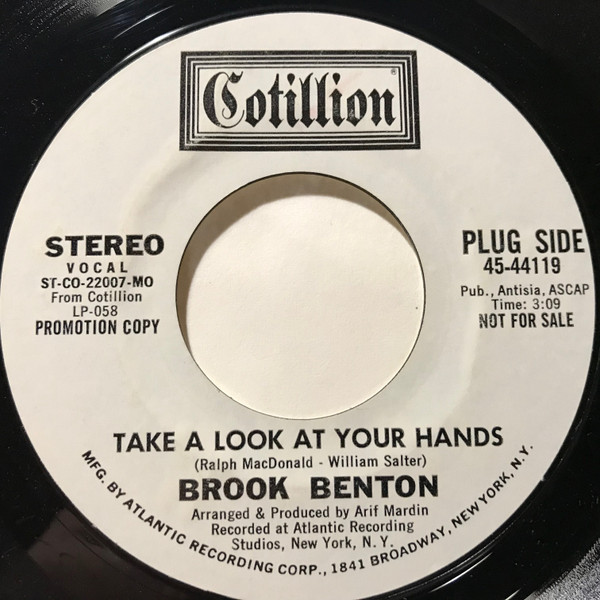 Cotillion®
STEREO
VOCAL
ST-CO-22007-MO
From Cotillion
LP-058
PROMOTION COPY
PLUG SIDE
45-44119
Pub., Antisia, ASCAP
Time: 3:09
NOT FOR SALE
TAKE A LOOK AT YOUR HANDS
(Ralph MacDonald - William Salter)
BROOK BENTON
Arranged & Produced by Arif Mardin
Recorded at Atlantic Recording
Studios, New York, N.Y.
MFG. BY ATLANTIC RECORDING CORP., 1841 BROADWAY, NEW YORK, N.Y.